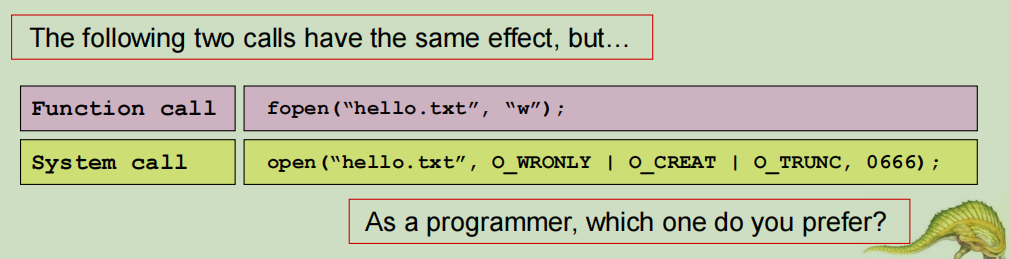 The following two calls have the same effect, but…
Function call fopen(“hello.txt”, “w”);
System call open(“hello.txt”, O_WRONLY | O_CREAT | O_TRUNC, 0666);
As a programmer, which one do you prefer?